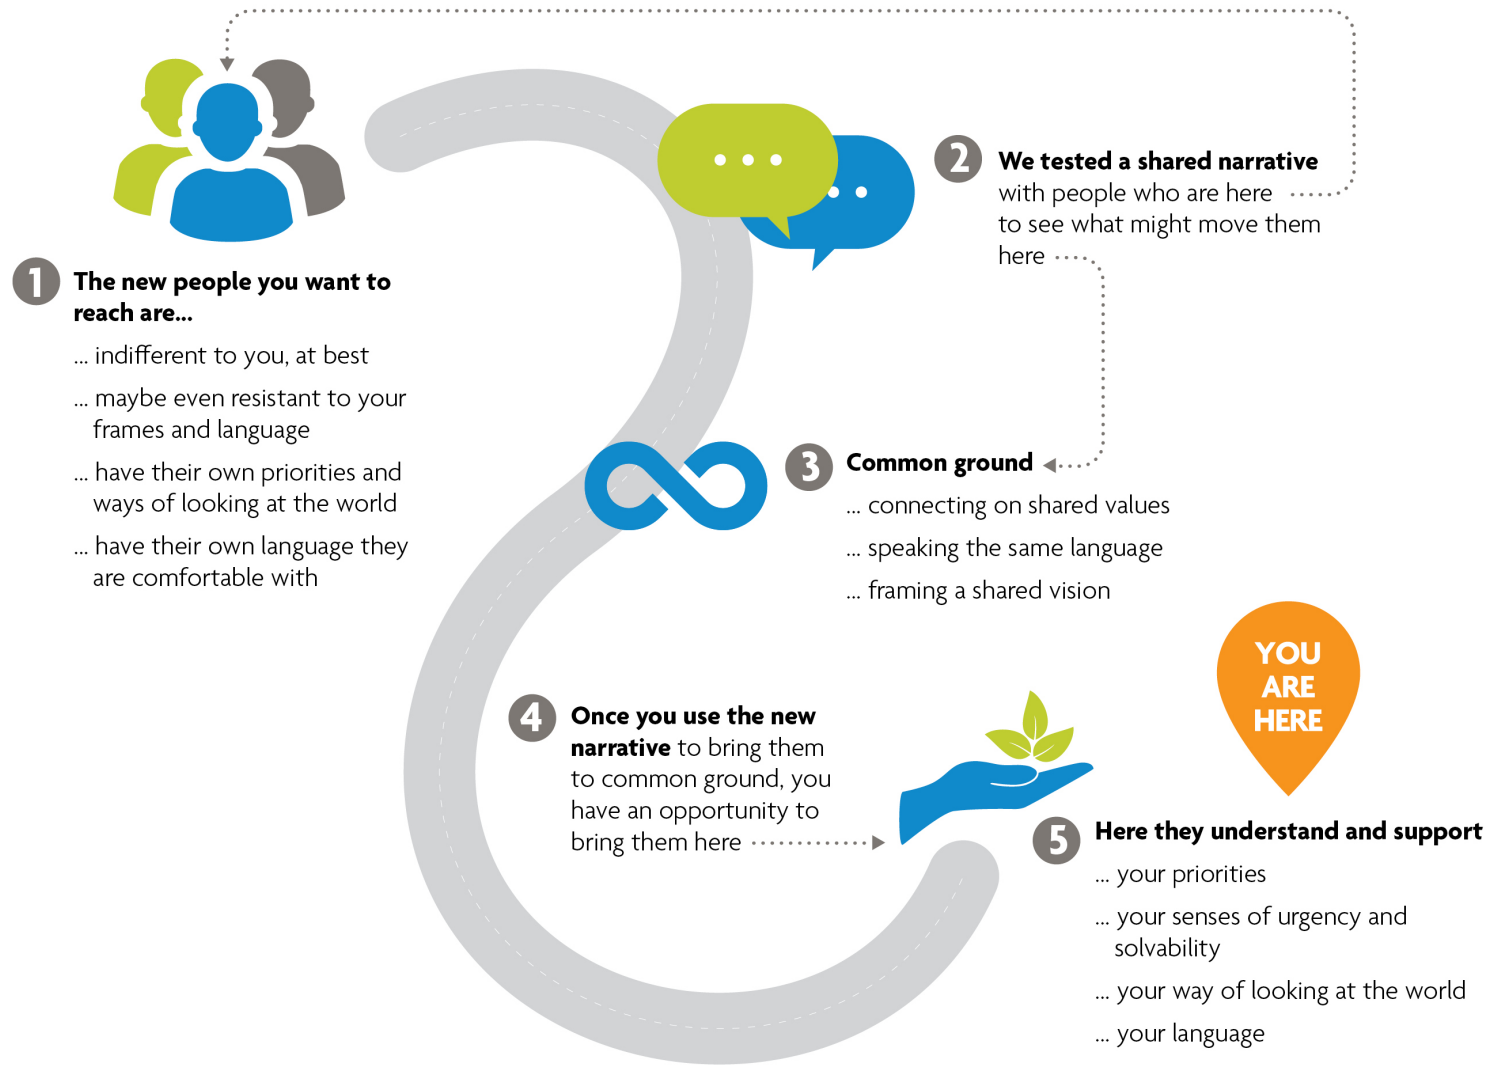 1
The new people you want to
reach are...
... indifferent to you, at best
... maybe even resistant to your
frames and language
... have their own priorities and
ways of looking at the world
... have their own language they
are comfortable with
2
We tested a shared narrative
with people who are here
to see what might move them
here
3
Common ground
... connecting on shared values
... speaking the same language
... framing a shared vision
4
Once you use the new
narrative to bring them
to common ground, you
have an opportunity to
bring them here
YOU
ARE
HERE
5
Here they understand and support
... your priorities
... your senses of urgency and
solvability
... your way of looking at the world
... your language